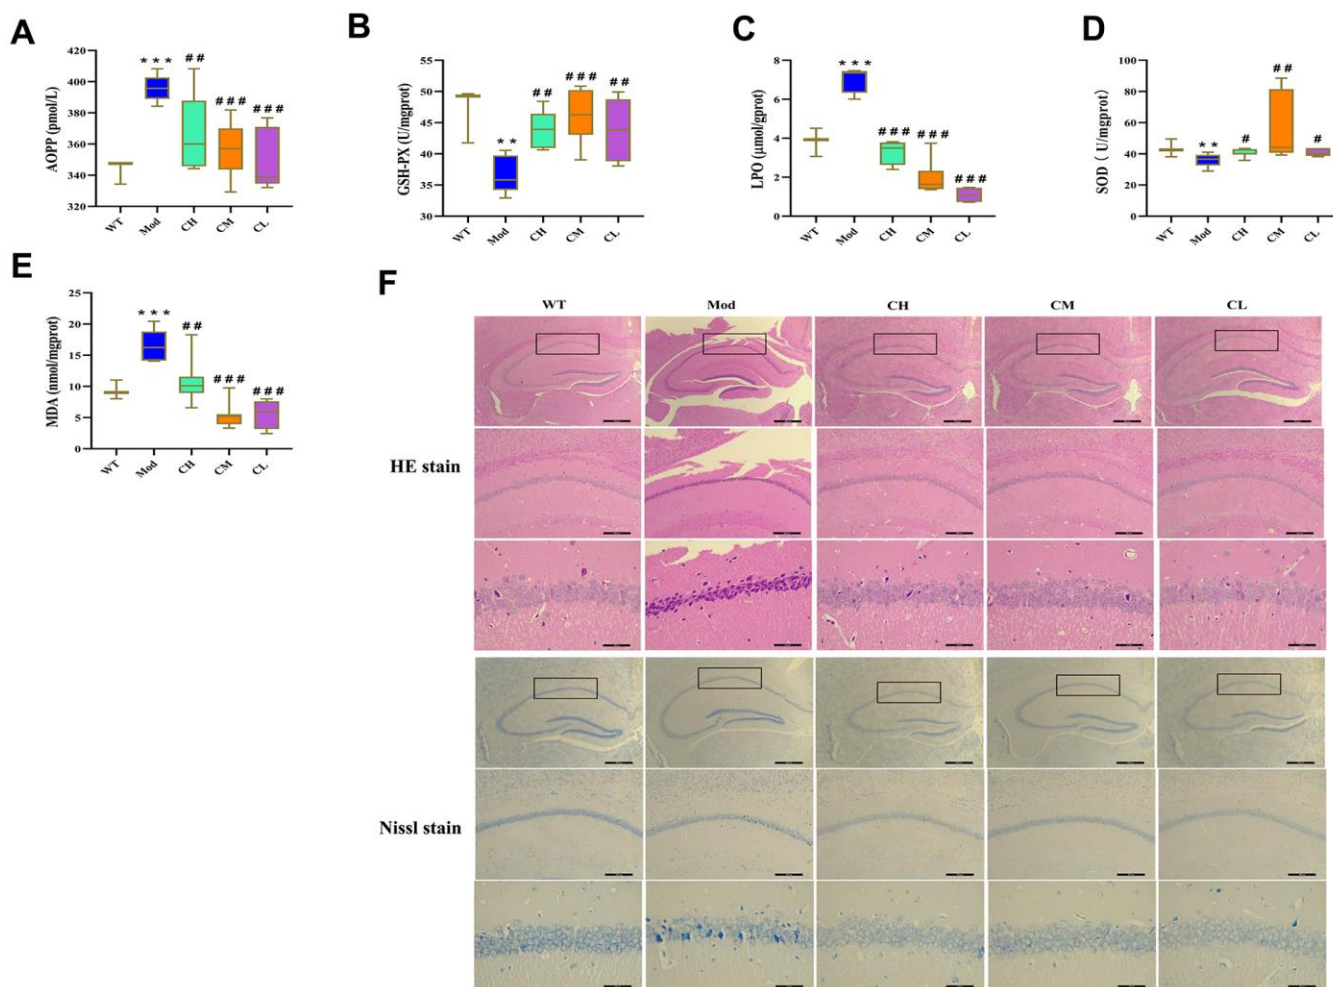 A
AOPP (pmol/L)
420
400
380
360
340
320
***
##
###
###
WT
Mod
CH
CM
CL
B
GSH-PX (U/mgprot)
55
50
45
40
35
30
**
##
###
##
WT
Mod
CH
CM
CL
C
LPO (μmol/gprot)
8
6
4
2
0
***
###
###
###
WT
Mod
CH
CM
CL
D
SOD ( U/mgprot)
100
80
60
40
20
0
**
#
##
#
WT
Mod
CH
CM
CL
E
MDA (nmol/mgprot)
25
20
15
10
5
0
***
##
###
###
WT
Mod
CH
CM
CL
F
WT Mod CH CM CL
HE stain
Nissl stain